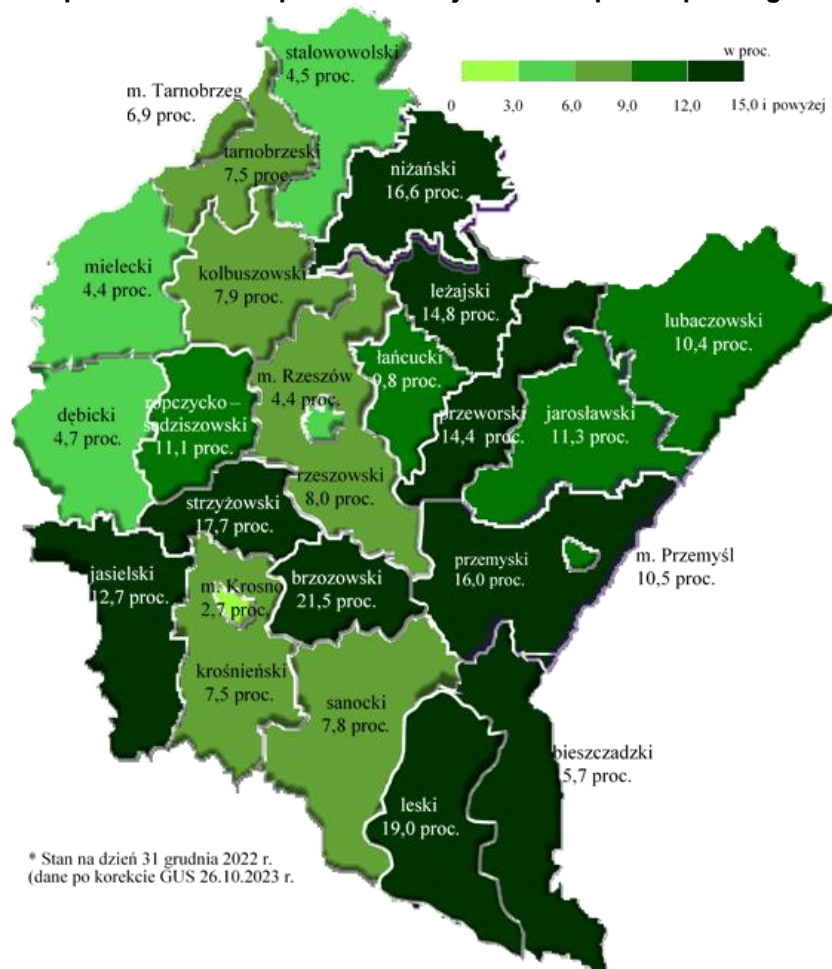 w proc.
0 3,0 6,0 9,0 12,0 15,0 i powyżej
stalowowolski
4,5 proc.
m. Tarnobrzeg
6,9 proc.
tarnobrzeski
7,5 proc.
niżański
16,6 proc.
mielecki
4,4 proc.
kolbuszowski
7,9 proc.
leżajski
14,8 proc.
lubaczowski
10,4 proc.
łańcucki
9,8 proc.
m. Rzeszów
4,4 proc.
ropczycko –
sędziszowski
11,1 proc.
dębicki
4,7 proc.
przeworski
14,4 proc.
jarosławski
11,3 proc.
rzeszowski
8,0 proc.
strzyżowski
17,7 proc.
przemyski
16,0 proc.
m. Przemyśl
10,5 proc.
jasielski
12,7 proc.
m. Krosno
2,7 proc.
brzozowski
21,5 proc.
krośnieński
7,5 proc.
sanocki
7,8 proc.
bieszczadzki
5,7 proc.
leski
19,0 proc.
* Stan na dzień 31 grudnia 2022 r.
(dane po korekcie GUS 26.10.2023 r.